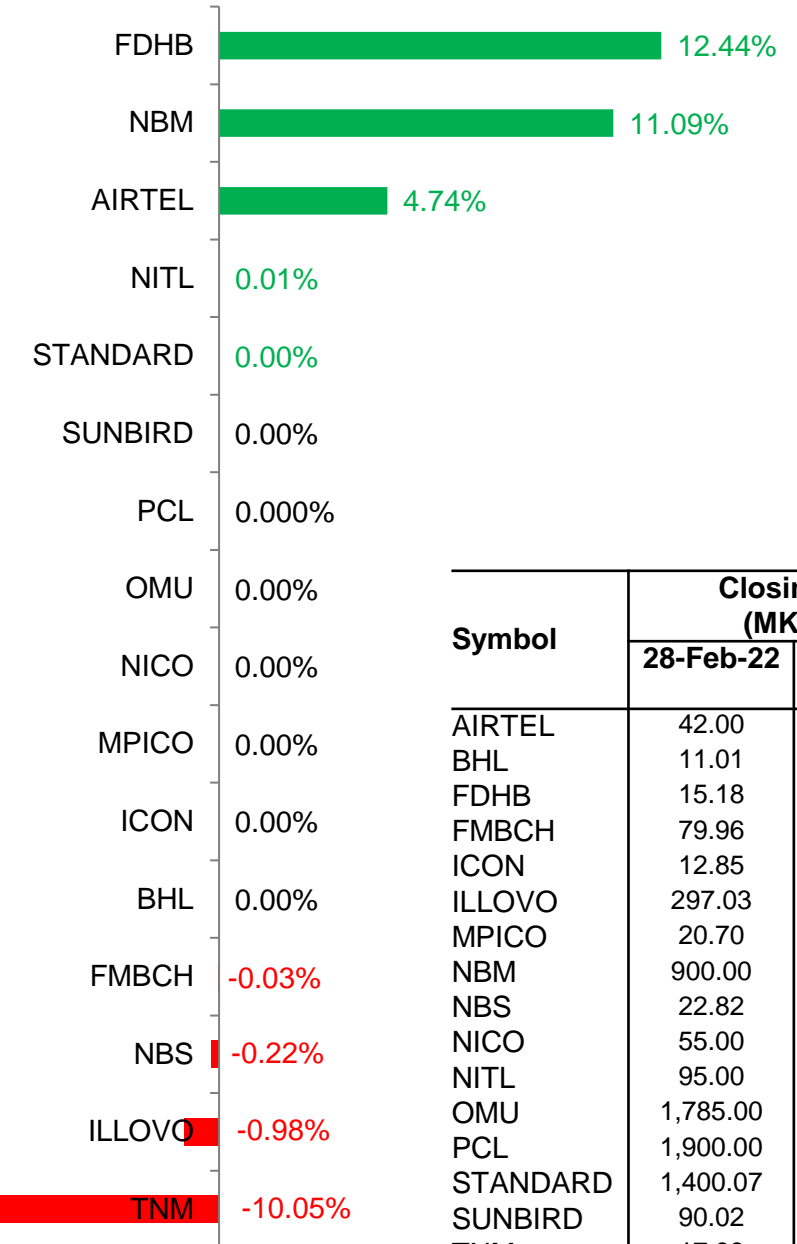 FDHB 12.44%
NBM 11.09%
AIRTEL 4.74%
NITL 0.01%
STANDARD 0.00%
SUNBIRD 0.00%
PCL 0.000%
OMU 0.00%
NICO 0.00%
MPICO 0.00%
ICON 0.00%
BHL 0.00%
FMBCH -0.03%
NBS -0.22%
ILLOVO -0.98%
TNM -10.05%
Symbol
28-Feb-22
AIRTEL 42.00
BHL 11.01
FDHB 15.18
FMBCH 79.96
ICON 12.85
ILLOVO 297.03
MPICO 20.70
NBM 900.00
NBS 22.82
NICO 55.00
NITL 95.00
OMU 1,785.00
PCL 1,900.00
STANDARD 1,400.07
SUNBIRD 90.02